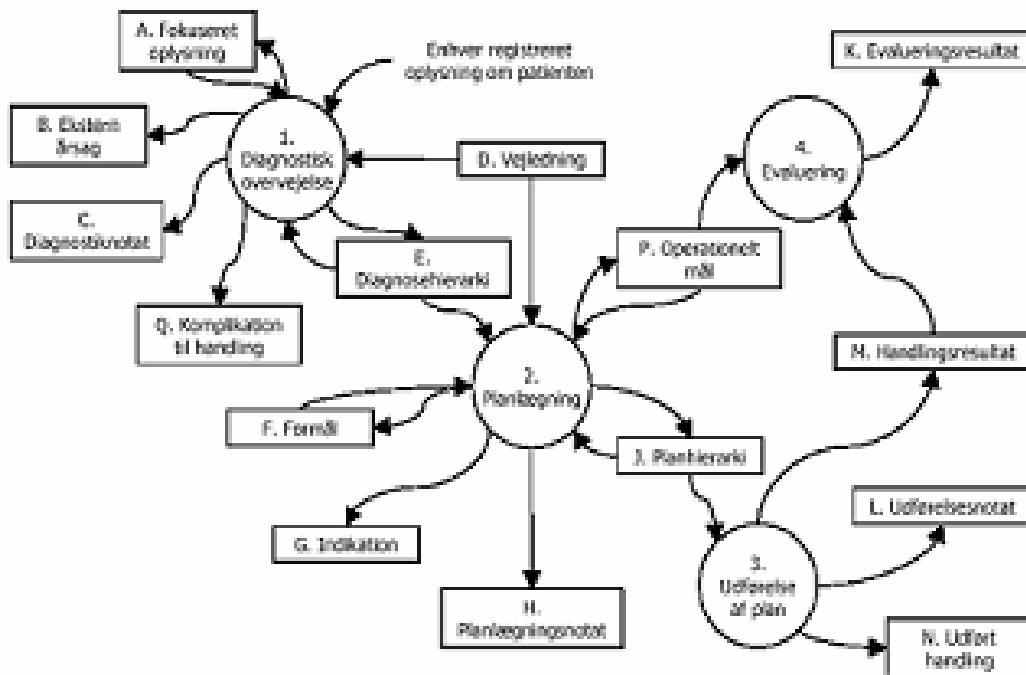 A. Fokuseret
oplysning
Enhver registreret
oplysning om patienten
K. Evalueringsresultat
B. Ekstern
årsag
1.
Diagnostisk
overvejelse
D. Vejledning
4.
Evaluering
C.
Diagnostiknotat
E.
Diagnosehierarki
P. Operationelt
mål
Q. Komplikation
til handling
M. Handlingsresultat
2.
Planlægning
F. Formål
J. Planhierarki
G. Indikation
L. Udførelsesnotat
3.
Udførelse
af plan
H.
Planlægningsnotat
N. Udført
handling